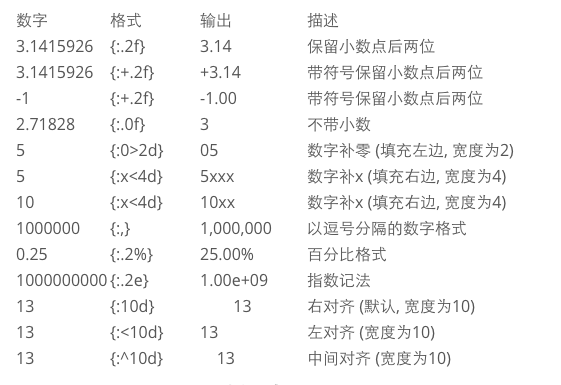 数字 格式 输出 描述
3.1415926 {:.2f} 3.14 保留小数点后两位
3.1415926 {:+.2f} +3.14 带符号保留小数点后两位
-1 {:+.2f} -1.00 带符号保留小数点后两位
2.71828 {:.0f} 3 不带小数
5 {:0>2d} 05 数字补零 (填充左边, 宽度为2)
5 {:x<4d} 5xxx 数字补x (填充右边, 宽度为4)
10 {:x<4d} 10xx 数字补x (填充右边, 宽度为4)
1000000 {:,} 1,000,000 以逗号分隔的数字格式
0.25 {:.2%} 25.00% 百分比格式
1000000000 {:.2e} 1.00e+09 指数记法
13 {:10d} 13 右对齐 (默认, 宽度为10)
13 {:<10d} 13 左对齐 (宽度为10)
13 {:^10d} 13 中间对齐 (宽度为10)